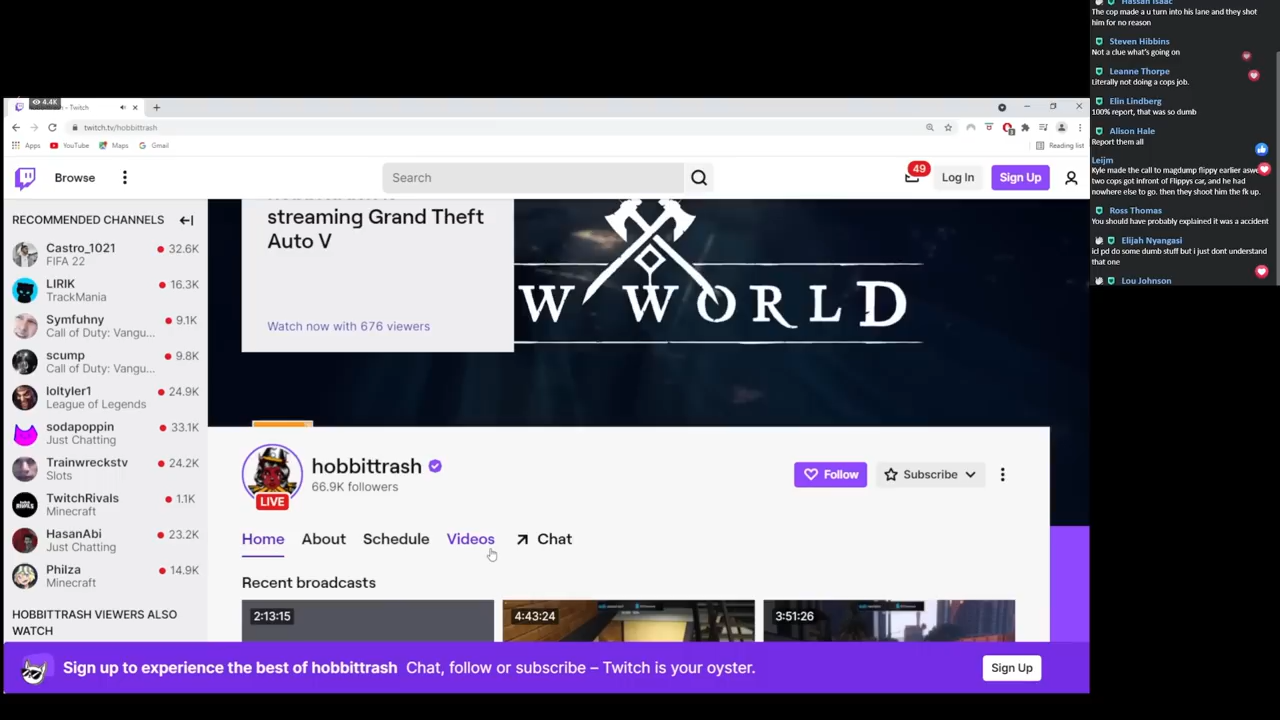 4.4K
- Twitch
twitch.tv/hobbittrash
Apps
YouTube
Maps
Gmail
Reading list
Browse
Search
49
Log In
Sign Up
RECOMMENDED CHANNELS
Castro_1021
32.6K
FIFA 22
LIRIK
16.3K
TrackMania
Symfuhny
9.1K
Call of Duty: Vangu...
scump
9.8K
Call of Duty: Vangu...
loltyler1
24.9K
League of Legends
sodapoppin
33.1K
Just Chatting
Trainwreckstv
24.2K
Slots
TwitchRivals
1.1K
Minecraft
HasanAbi
23.2K
Just Chatting
Philza
14.9K
Minecraft
HOBBITTRASH VIEWERS ALSO
WATCH
streaming Grand Theft
Auto V
Watch now with 676 viewers
W WORLD
hobbittrash
66.9K followers
LIVE
Follow
Subscribe
Home
About
Schedule
Videos
Chat
Recent broadcasts
2:13:15
4:43:24
3:51:26
Sign up to experience the best of hobbittrash
Chat, follow or subscribe – Twitch is your oyster.
Sign Up
Hassan Isaac
The cop made a u turn into his lane and they shot
him for no reason
Steven Hibbins
Not a clue what's going on
Leanne Thorpe
Literally not doing a cops job.
Elin Lindberg
100% report, that was so dumb
Alison Hale
Report them all
Leijm
Kyle made the call to magdump flippy earlier aswe
two cops got infront of Flippys car, and he had
nowhere else to go. then they shoot him the fk up.
Ross Thomas
You should have probably explained it was a accident
Elijah Nyangasi
id pd do some dumb stuff but i just dont understand
that one
Lou Johnson